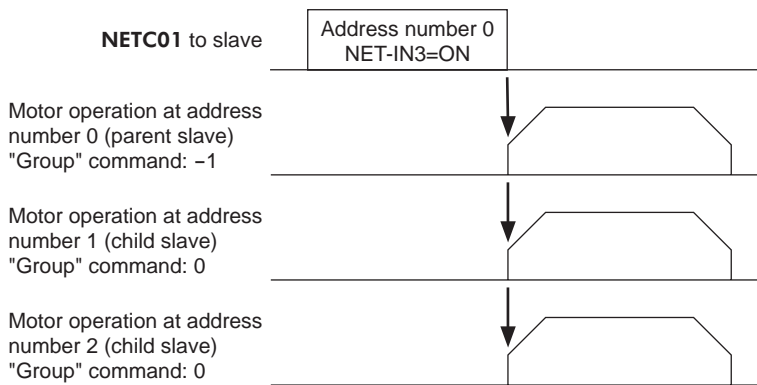 NETC01 to slave
Address number 0
NET-IN3=ON
Motor operation at address
number 0 (parent slave)
"Group" command: −1
Motor operation at address
number 1 (child slave)
"Group" command: 0
Motor operation at address
number 2 (child slave)
"Group" command: 0